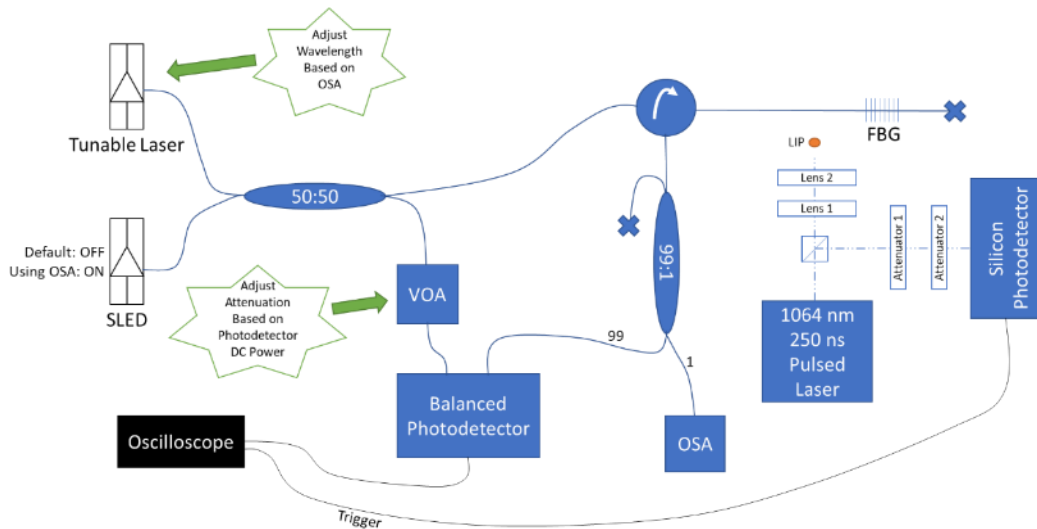 Adjust
Wavelength
Based on
OSA
Tunable Laser
FBG
LIP
Lens 2
Lens 1
50:50
99:1
Attenuator 1
Attenuator 2
Silicon
Photodetector
Default: OFF
Using OSA: ON
SLED
Adjust
Attenuation
Based on
Photodetector
DC Power
VOA
1064 nm
250 ns
Pulsed
Laser
99
1
Balanced
Photodetector
OSA
Oscilloscope
Trigger